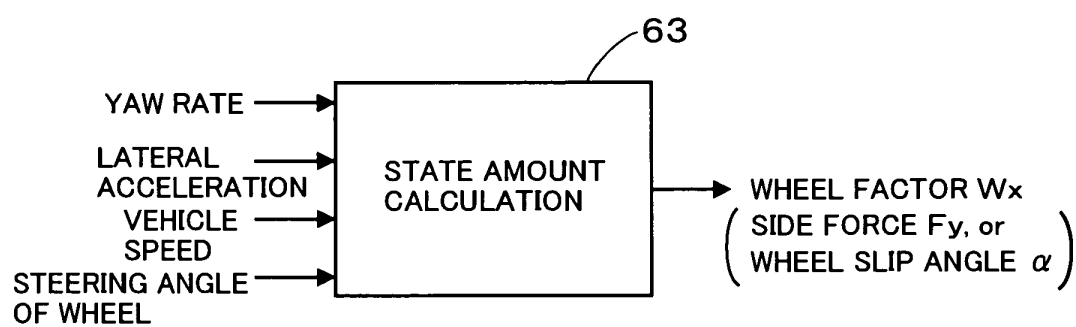 63
YAW RATE
LATERAL
ACCELERATION
VEHICLE
SPEED
STEERING ANGLE
OF WHEEL
STATE AMOUNT
CALCULATION
WHEEL FACTOR Wx
(SIDE FORCE Fy, or
WHEEL SLIP ANGLE α)